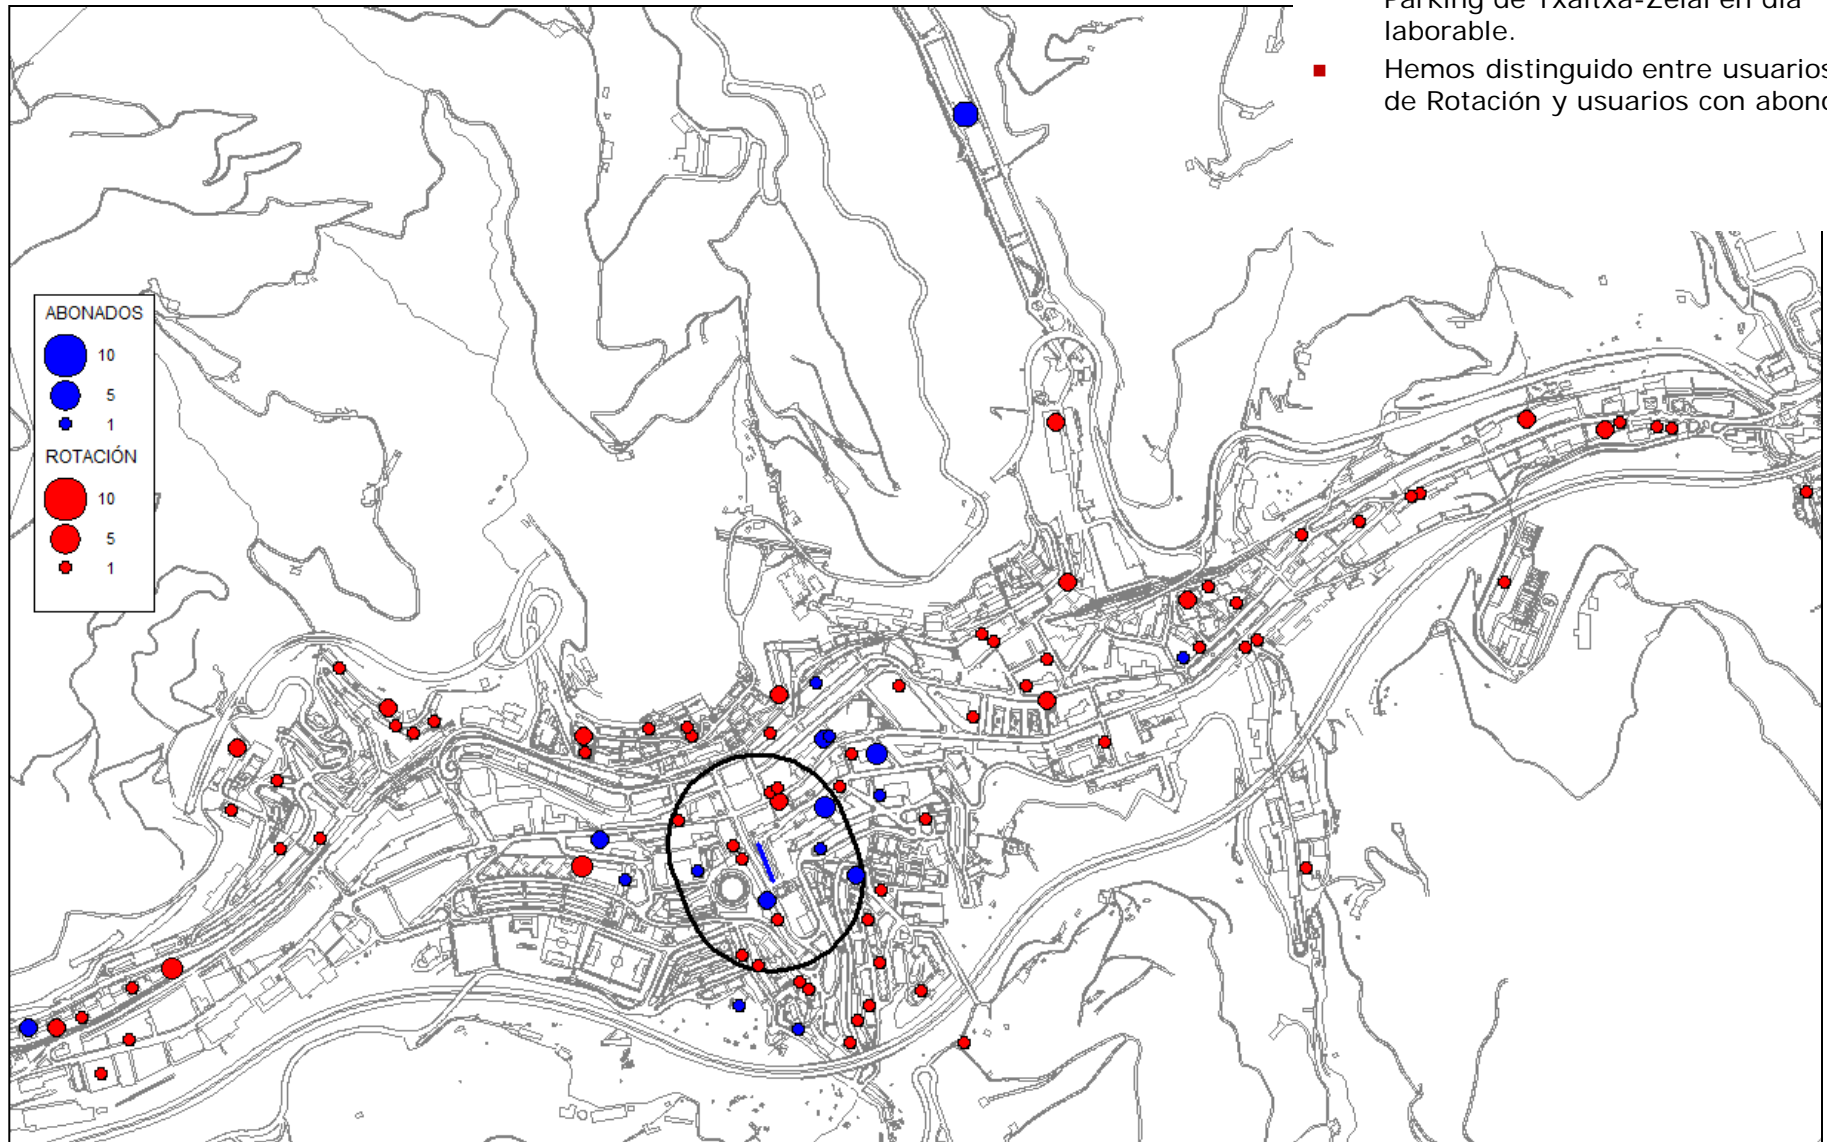 Parking de Txaltxa-Zelai en día
laborable.
Hemos distinguido entre usuarios
de Rotación y usuarios con abono
ABONADOS
10
5
1
ROTACIÓN
10
5
1